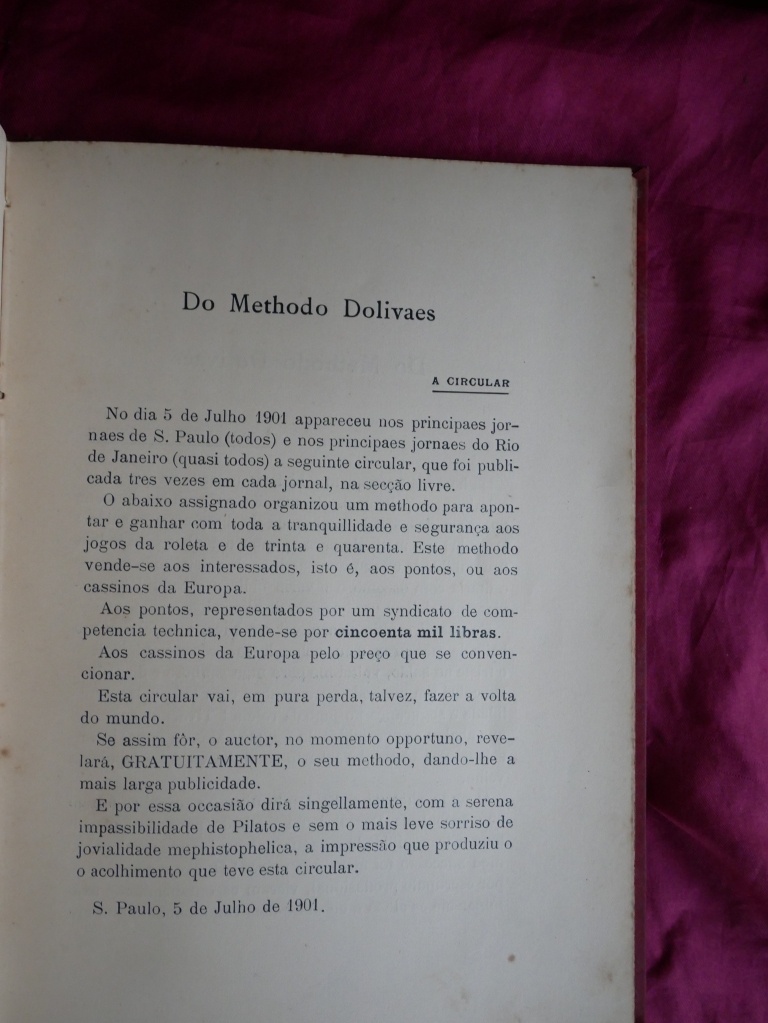 Do Methodo Dolivaes
A CIRCULAR
No dia 5 de Julho 1901 appareceu nos principaes jor-
naes de S. Paulo (todos) e nos principaes jornaes do Rio
de Janeiro (quasi todos) a seguinte circular, que foi publi-
cada tres vezes em cada jornal, na secção livre.
O abaixo assignado organizou um methodo para apon-
tar e ganhar com toda a tranquillidade e segurança aos
jogos da roleta e de trinta e quarenta. Este methodo
vende-se aos interessados, isto é, aos pontos, ou aos
cassinos da Europa.
Aos pontos, representados por um syndicato de com-
petencia technica, vende-se por cincoenta mil libras.
Aos cassinos da Europa pelo preço que se conven-
cionar.
Esta circular vai, em pura perda, talvez, fazer a volta
do mundo.
Se assim fôr, o auctor, no momento opportuno, reve-
lará, GRATUITAMENTE, o seu methodo, dando-lhe a
mais larga publicidade.
E por essa occasião dirá singellamente, com a serena
impassibilidade de Pilatos e sem o mais leve sorriso de
jovialidade mephistophelica, a impressão que produziu o
o acolhimento que teve esta circular.
S. Paulo, 5 de Julho de 1901.